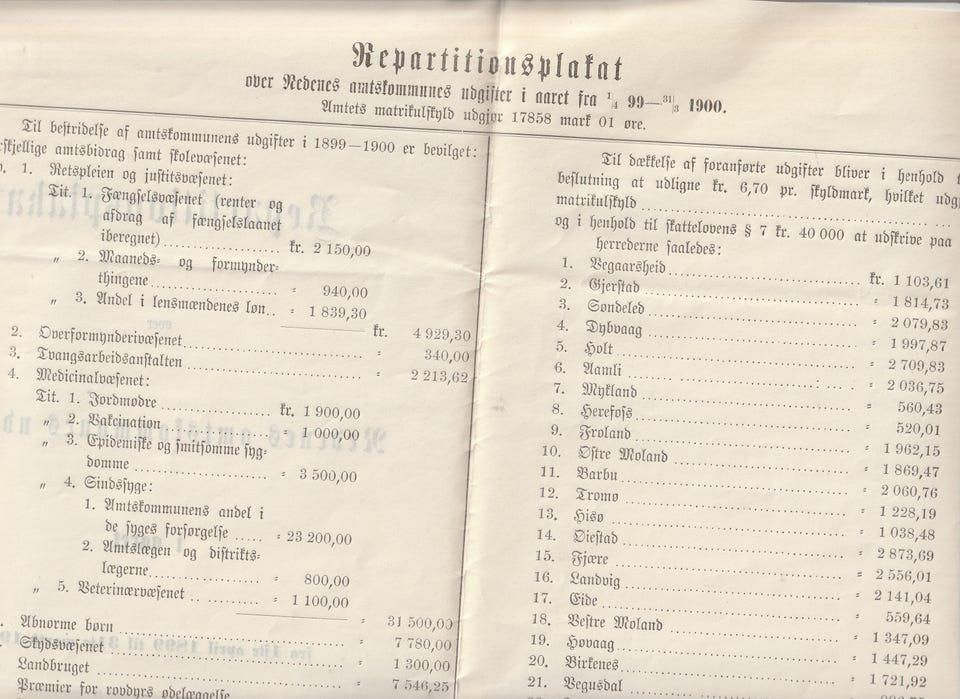 Repartitionsplakat
over Nedenes amtskommunes udgifter i aaret fra 1/4 99—31/3 1900.
Amtets matrikulskyld udgjør 17858 mark 01 øre.
Til bestridelse af amtskommunens udgifter i 1899—1900 er bevilget:
skjellige amtsbidrag samt skolevæsenet:
1. Retspleien og justitsvæsenet:
Tit. 1. Fængselsvæsenet (renter og
afdrag af fængselslaanet
iberegnet) kr. 2 150,00
„ 2. Maaneds- og formynder-
thingene = 940,00
„ 3. Andel i lensmændenes løn = 1 839,30
kr. 4 929,30
2. Overformynderivæsenet = 340,00
3. Tvangsarbeidsanstalten = 2 213,62
4. Medicinalvæsenet:
Tit. 1. Jordmødre kr. 1 900,00
„ 2. Vakcination = 1 000,00
„ 3. Epidemiske og smitsomme syg-
domme = 3 500,00
„ 4. Sindssyge:
1. Amtskommunens andel i
de syges forsørgelse = 23 200,00
2. Amtslægen og distrikts-
lægerne = 800,00
„ 5. Veterinærvæsenet = 1 100,00
= 31 500,00
Abnorme børn = 7 780,00
Skydsvæsenet = 1 300,00
Landbruget = 7 546,25
Præmier for rovdyrs ødelæggelse
Til dækkelse af foranførte udgifter bliver i henhold
beslutning at udligne kr. 6,70 pr. skyldmark, hvilket
matrikulskyld
og i henhold til skattelovens § 7 kr. 40 000 at udskrive paa
herrederne saaledes:
1. Vegaarsheid kr. 1 103,61
2. Gjerstad = 1 814,73
3. Søndeled = 2 079,83
4. Dybvaag = 1 997,87
5. Holt = 2 709,83
6. Aamli = 2 036,75
7. Mykland = 560,43
8. Herefoss = 520,01
9. Froland = 1 962,15
10. Østre Moland = 1 869,47
11. Barbu = 2 060,76
12. Tromø = 1 228,19
13. Hisø = 1 038,48
14. Øiestad = 2 873,69
15. Fjære = 2 556,01
16. Landvig = 2 141,04
17. Eide = 559,64
18. Vestre Moland = 1 347,09
19. Høvaag = 1 447,29
20. Birkenes = 1 721,92
21. Vegusdal